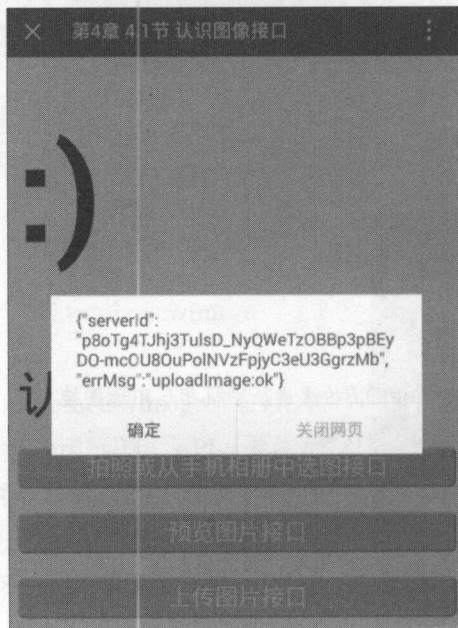 第4章 4.1节 认识图像接口
:)
{"serverId":
"p8oTg4TJhj3TulsD_NyQWeTzOBBp3pBEy
DO-mcOU8OuPolNVzFpjyC3eU3GgrzMb",
"errMsg":"uploadImage:ok"}
确定 关闭网页
拍照或从手机相册中选图接口
预览图片接口
上传图片接口